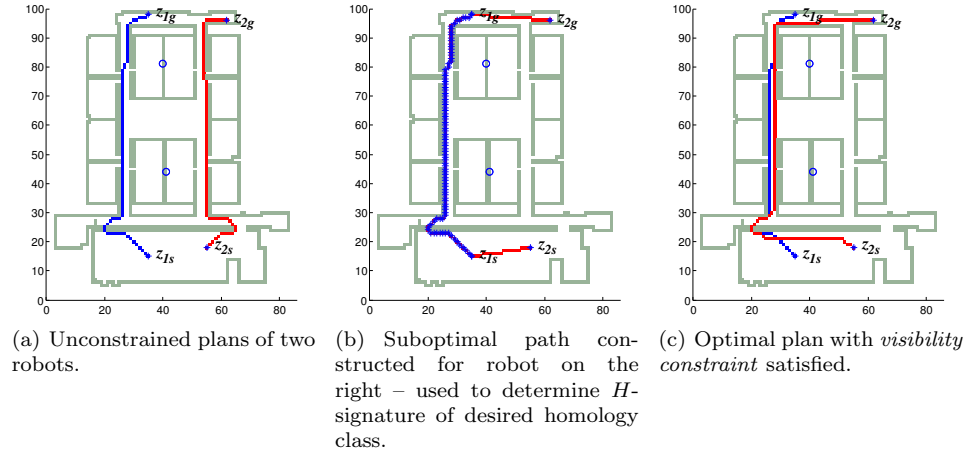 100
90
80
70
60
50
40
30
20
10
0
0 20 40 60 80
z1g
z2g
z1s
z2s
100
90
80
70
60
50
40
30
20
10
0
0 20 40 60 80
z1g
z2g
z1s
z2s
100
90
80
70
60
50
40
30
20
10
0
0 20 40 60 80
z1g
z2g
z1s
z2s
(a) Unconstrained plans of two
robots.
(b) Suboptimal path con-
structed for robot on the
right – used to determine H-
signature of desired homology
class.
(c) Optimal plan with visibility
constraint satisfied.